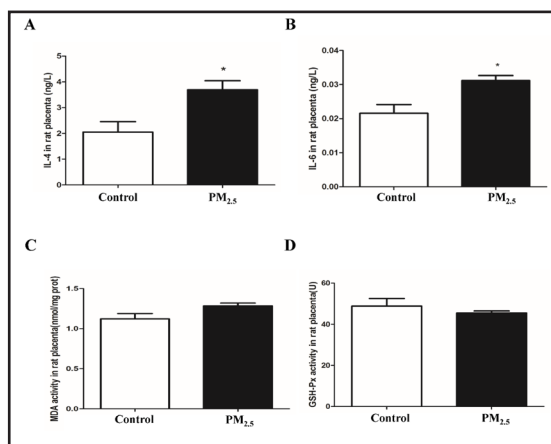 A
B
IL-4 in rat placenta (ng/L)
5
4
3
2
1
0
*
Control
PM2.5
IL-6 in rat placenta (ng/L)
0.04
0.03
0.02
0.01
0.00
*
Control
PM2.5
C
D
MDA activity in rat placenta(nmol/mg prot)
1.5
1.0
0.5
0.0
Control
PM2.5
GSH-Px activity in rat placenta(U)
60
40
20
0
Control
PM2.5